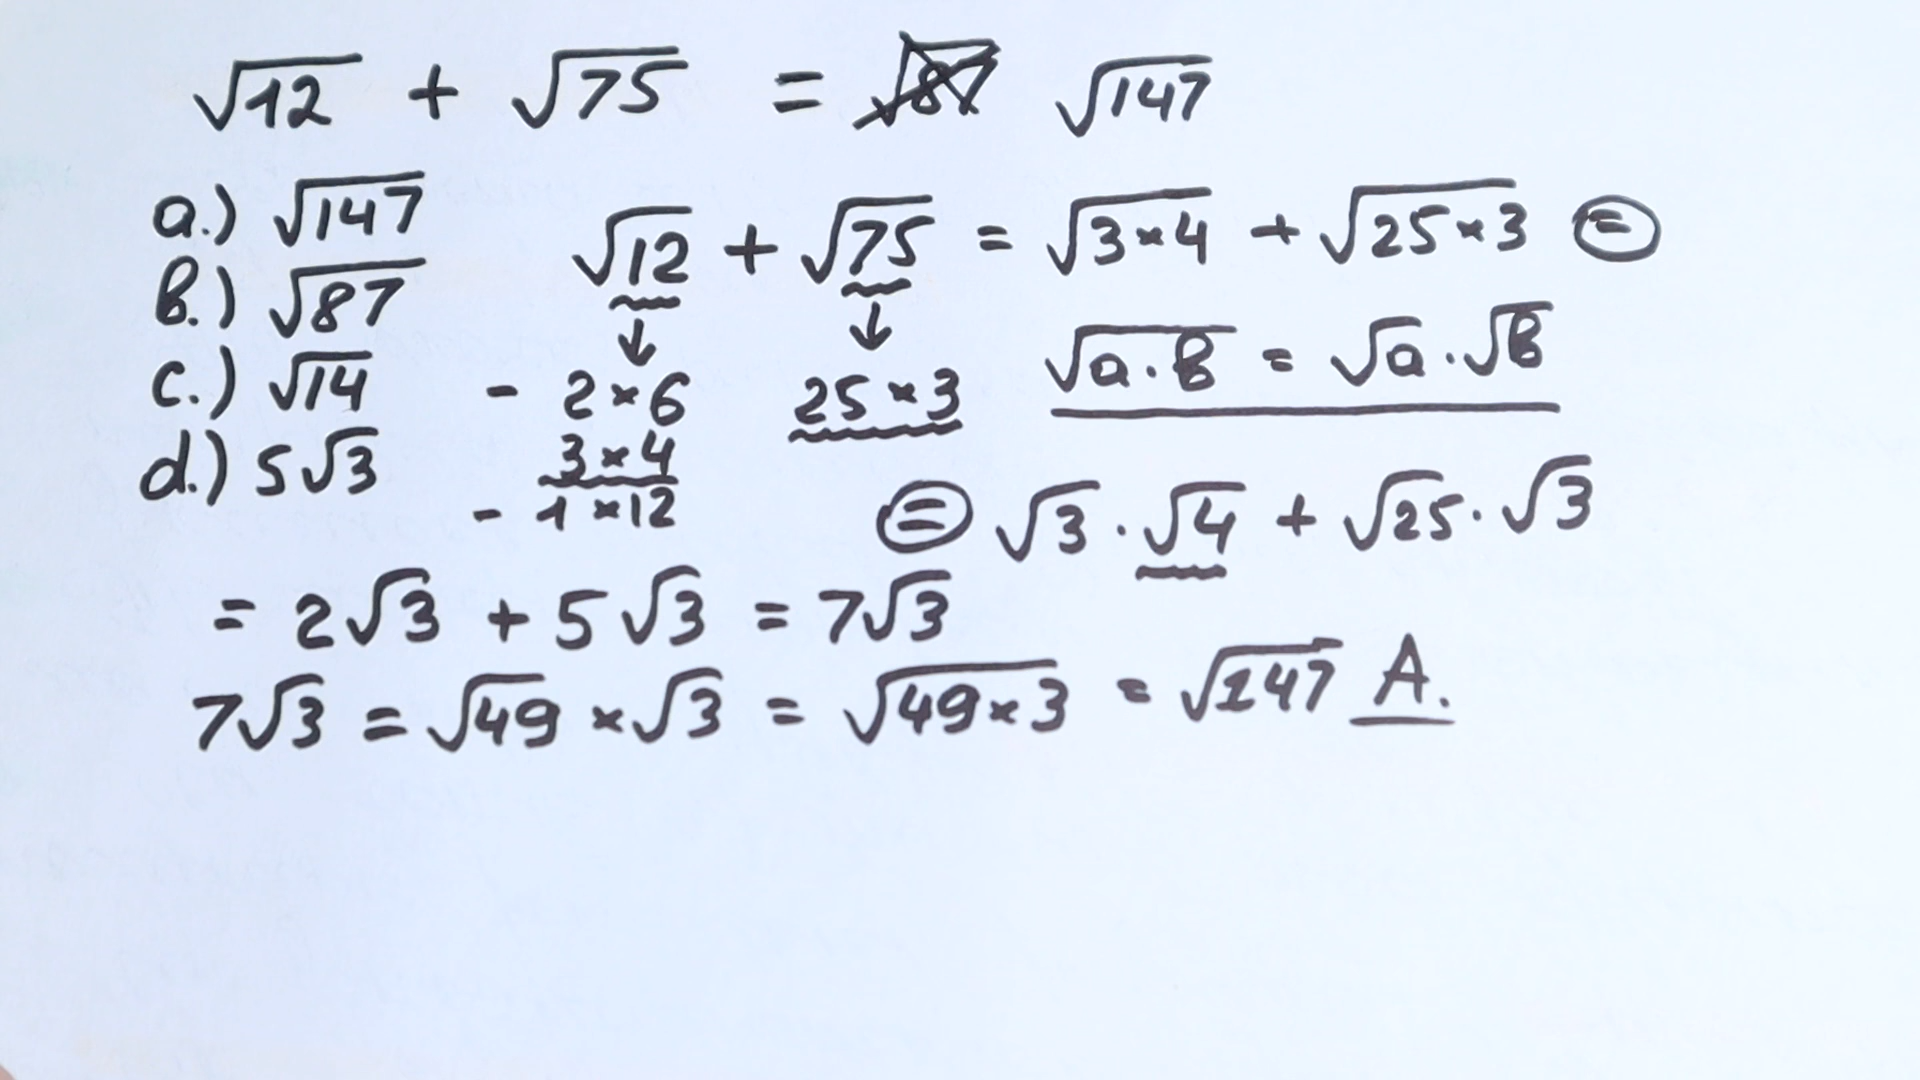 √12 + √75 = √87 √147
a.) √147
b.) √87
c.) √14
d.) 5√3
√12 + √75 = √3×4 + √25×3 =
↓ ↓
- 2×6 25×3
3×4
- 1×12
√a·b = √a·√b
= √3·√4 + √25·√3
= 2√3 + 5√3 = 7√3
7√3 = √49 × √3 = √49×3 = √147 A.